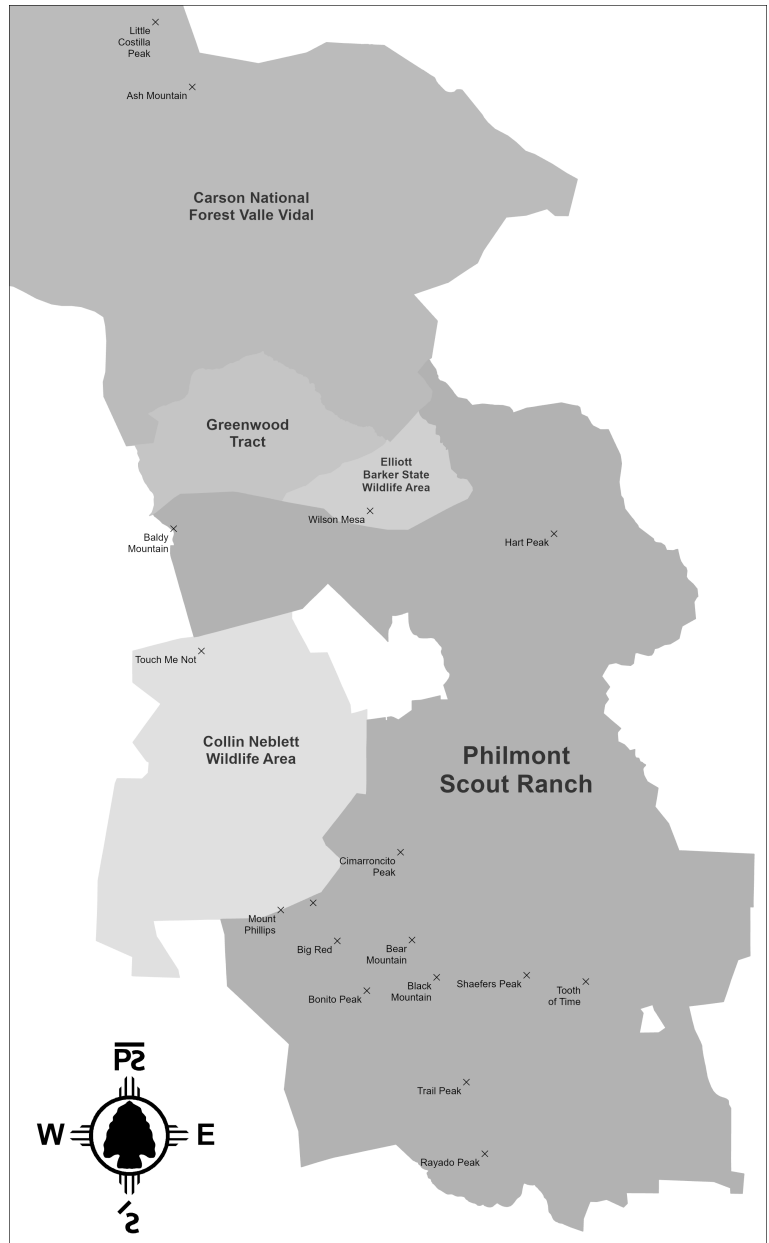 Little
Costilla
Peak
Ash Mountain
Carson National
Forest Valle Vidal
Greenwood
Tract
Elliott
Barker State
Wildlife Area
Wilson Mesa
Baldy
Mountain
Hart Peak
Touch Me Not
Collin Neblett
Wildlife Area
Philmont
Scout Ranch
Cimarroncito
Peak
Mount
Phillips
Big Red
Bear
Mountain
Black
Mountain
Bonito Peak
Shaefers Peak
Tooth
of Time
Trail Peak
Rayado Peak
W
E